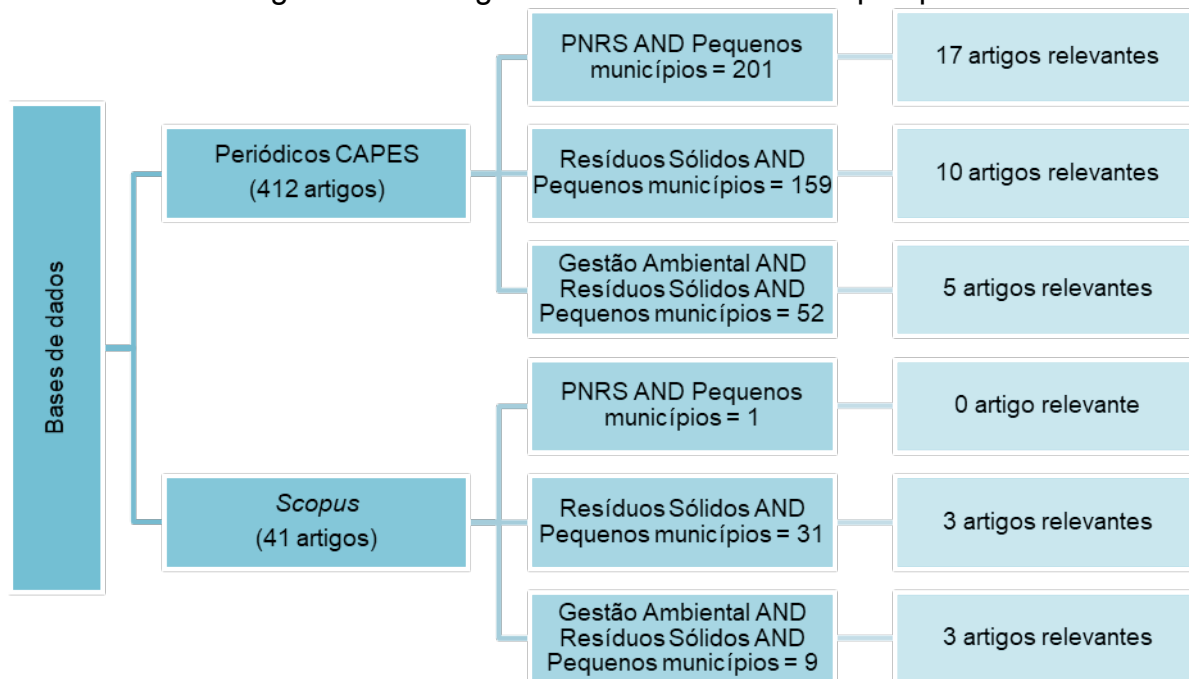 PNRS AND Pequenos
municípios = 201
17 artigos relevantes
Periódicos CAPES
(412 artigos)
Resíduos Sólidos AND
Pequenos municípios = 159
10 artigos relevantes
Gestão Ambiental AND
Resíduos Sólidos AND
Pequenos municípios = 52
5 artigos relevantes
Bases de dados
PNRS AND Pequenos
municípios = 1
0 artigo relevante
Scopus
(41 artigos)
Resíduos Sólidos AND
Pequenos municípios = 31
3 artigos relevantes
Gestão Ambiental AND
Resíduos Sólidos AND
Pequenos municípios = 9
3 artigos relevantes